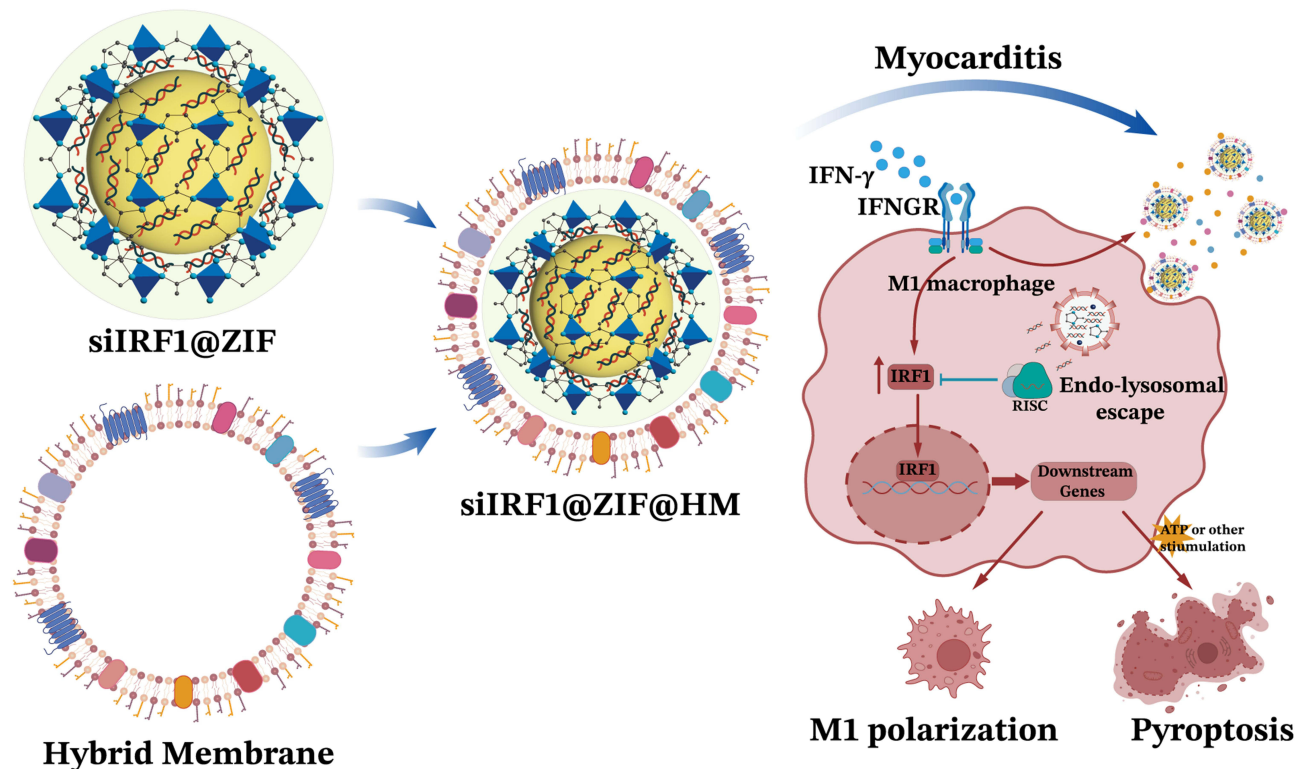 siIRF1@ZIF
Hybrid Membrane
siIRF1@ZIF@HM
Myocarditis
IFN-γ
IFNGR
M1 macrophage
IRF1
RISC
Endo-lysosomal
escape
IRF1
Downstream
Genes
ATP or other
stiumulation
M1 polarization
Pyroptosis